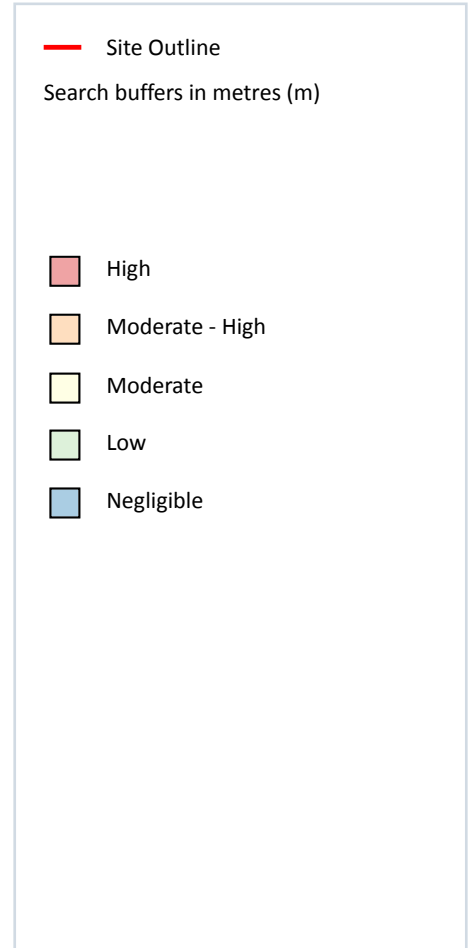 Site Outline
Search buffers in metres (m)
High
Moderate - High
Moderate
Low
Negligible